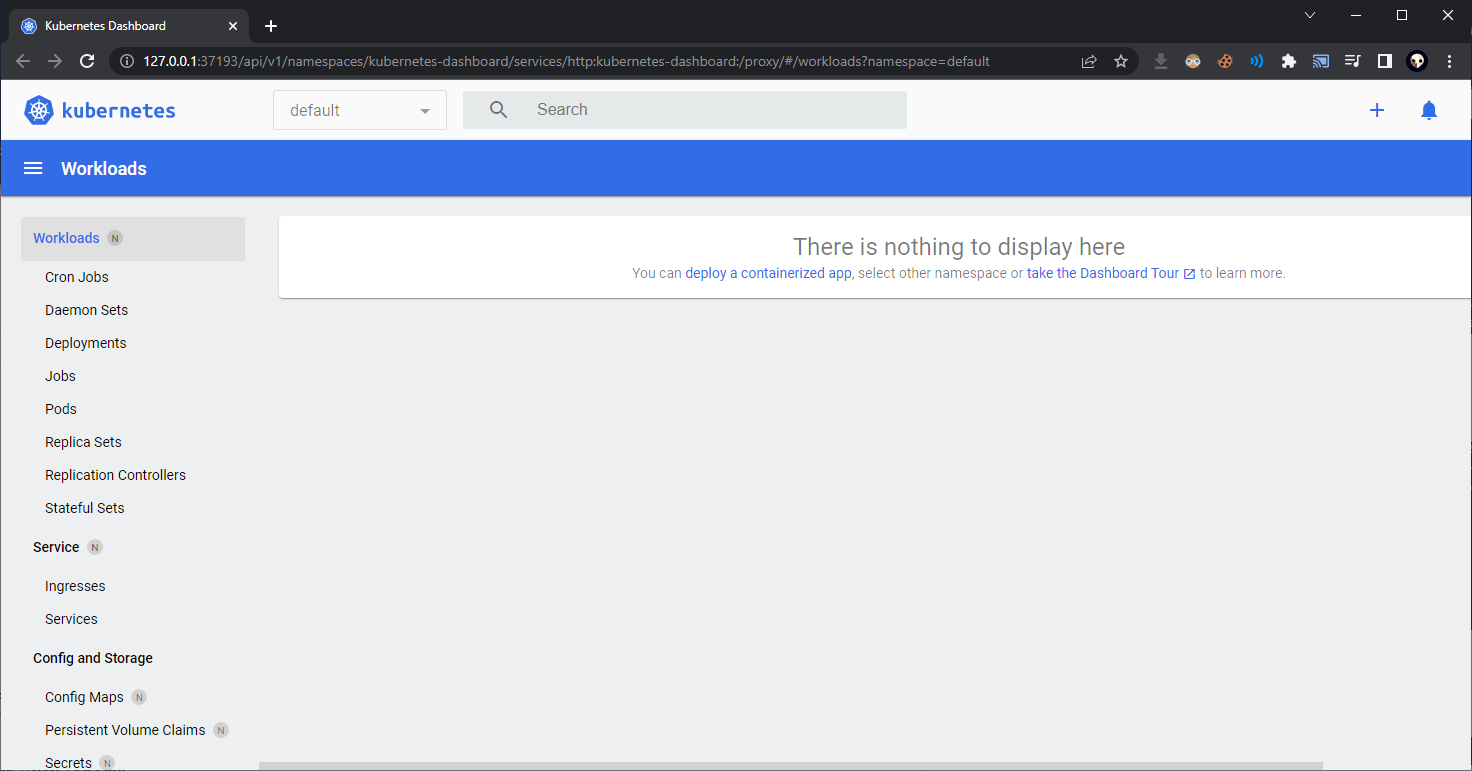 Kubernetes Dashboard
127.0.0.1:37193/api/v1/namespaces/kubernetes-dashboard/services/http:kubernetes-dashboard:/proxy/#/workloads?namespace=default
kubernetes
default
Search
Workloads
Workloads N
There is nothing to display here
You can deploy a containerized app, select other namespace or take the Dashboard Tour to learn more.
Cron Jobs
Daemon Sets
Deployments
Jobs
Pods
Replica Sets
Replication Controllers
Stateful Sets
Service N
Ingresses
Services
Config and Storage
Config Maps N
Persistent Volume Claims N
Secrets N